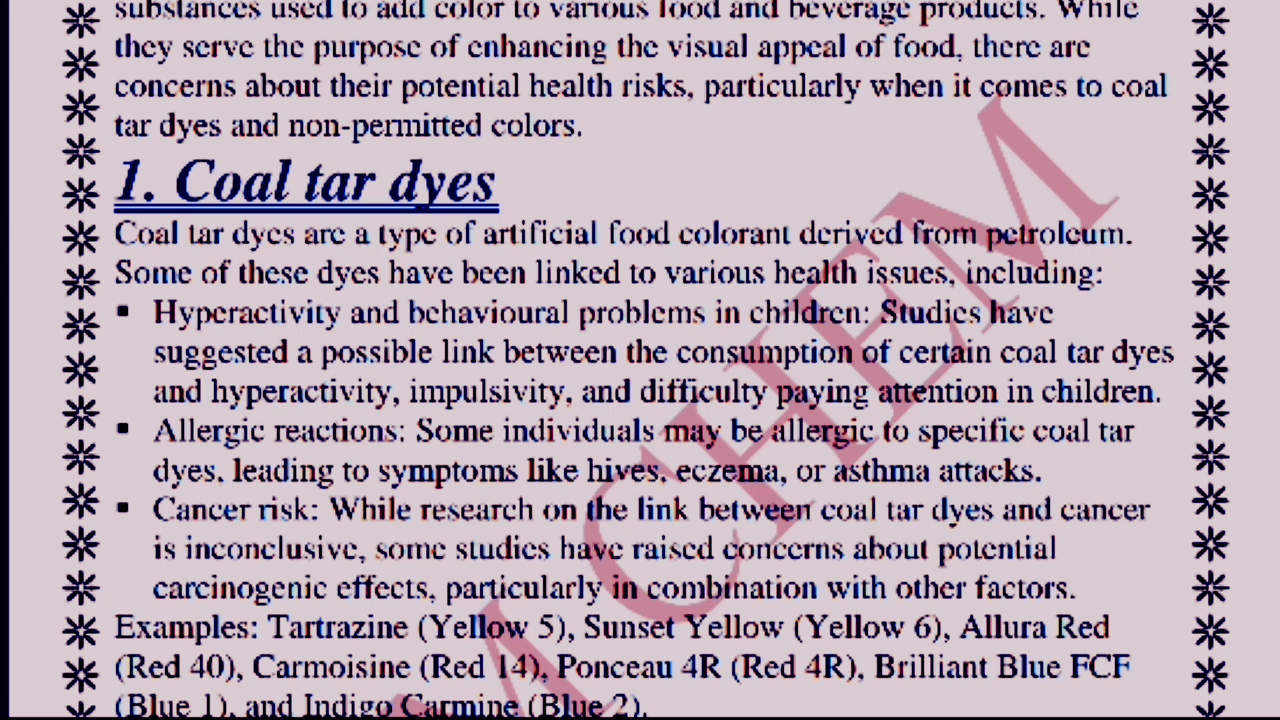 substances used to add color to various food and beverage products. While
they serve the purpose of enhancing the visual appeal of food, there are
concerns about their potential health risks, particularly when it comes to coal
tar dyes and non-permitted colors.
1. Coal tar dyes
Coal tar dyes are a type of artificial food colorant derived from petroleum.
Some of these dyes have been linked to various health issues, including:
▪ Hyperactivity and behavioural problems in children: Studies have
suggested a possible link between the consumption of certain coal tar dyes
and hyperactivity, impulsivity, and difficulty paying attention in children.
▪ Allergic reactions: Some individuals may be allergic to specific coal tar
dyes, leading to symptoms like hives, eczema, or asthma attacks.
▪ Cancer risk: While research on the link between coal tar dyes and cancer
is inconclusive, some studies have raised concerns about potential
carcinogenic effects, particularly in combination with other factors.
Examples: Tartrazine (Yellow 5), Sunset Yellow (Yellow 6), Allura Red
(Red 40), Carmoisine (Red 14), Ponceau 4R (Red 4R), Brilliant Blue FCF
(Blue 1), and Indigo Carmine (Blue 2).
M CHEM